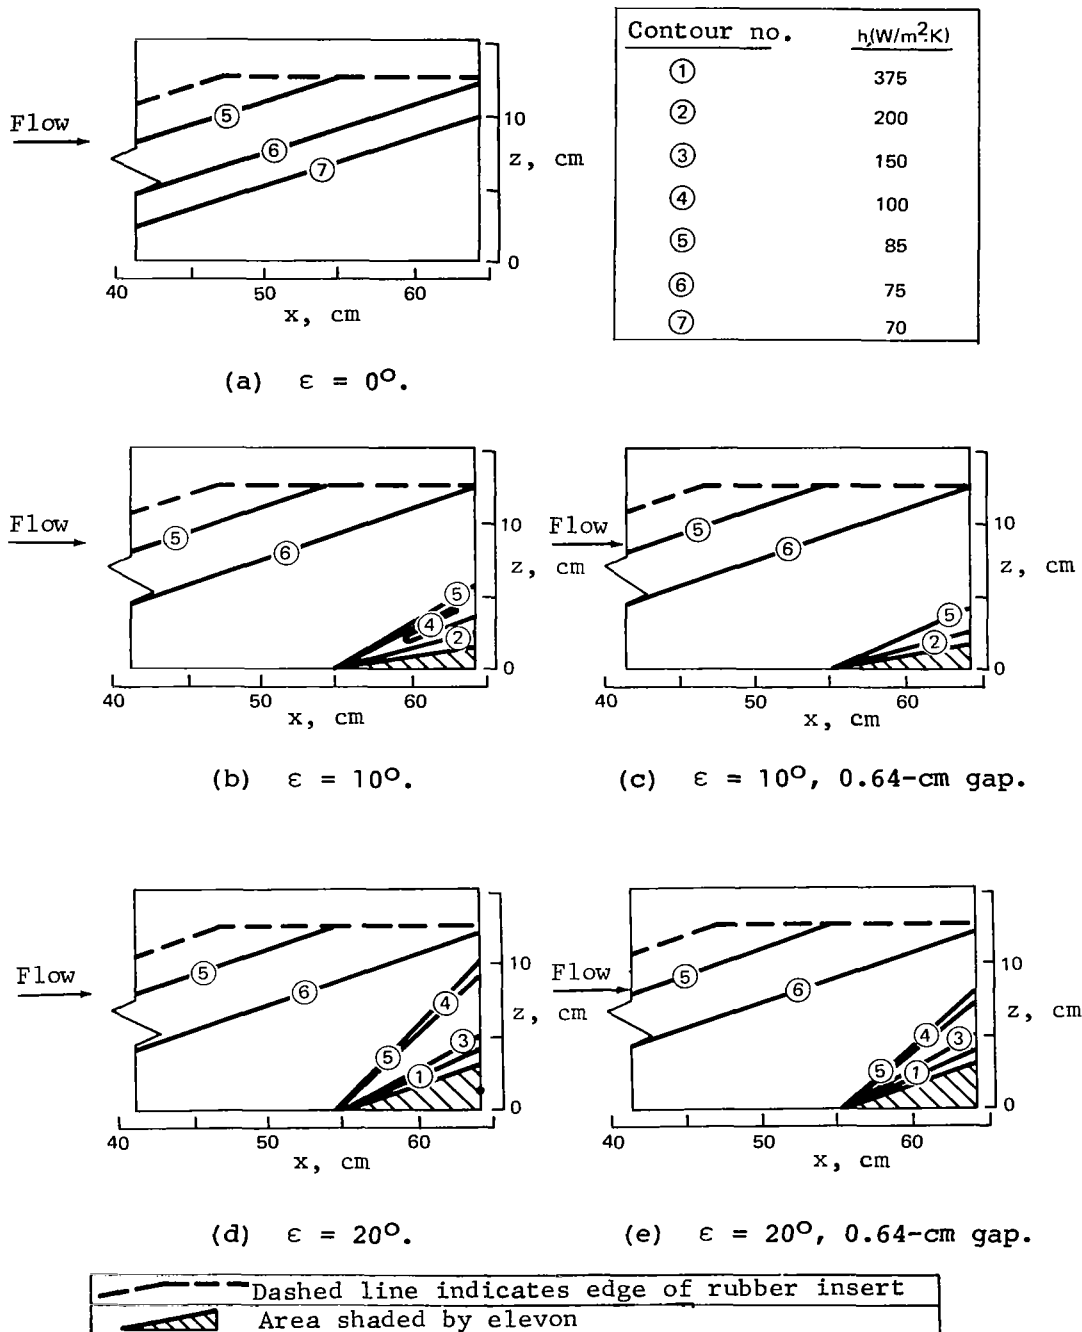 Contour no. h,(W/m²·K)
① 375
② 200
③ 150
④ 100
⑤ 85
⑥ 75
⑦ 70
Flow
⑤
⑥
⑦
10
z, cm
0
40 50 60
x, cm
(a) ε = 0°.
Flow
⑤
⑥
⑤
④
②
10
z, cm
0
40 50 60
x, cm
(b) ε = 10°.
Flow
⑤
⑥
⑤
②
10
z, cm
0
40 50 60
x, cm
(c) ε = 10°, 0.64-cm gap.
Flow
⑤
⑥
④
⑤
③
①
10
z, cm
0
40 50 60
x, cm
(d) ε = 20°.
Flow
⑤
⑥
④
③
⑤
①
10
z, cm
0
40 50 60
x, cm
(e) ε = 20°, 0.64-cm gap.
Dashed line indicates edge of rubber insert
Area shaded by elevon